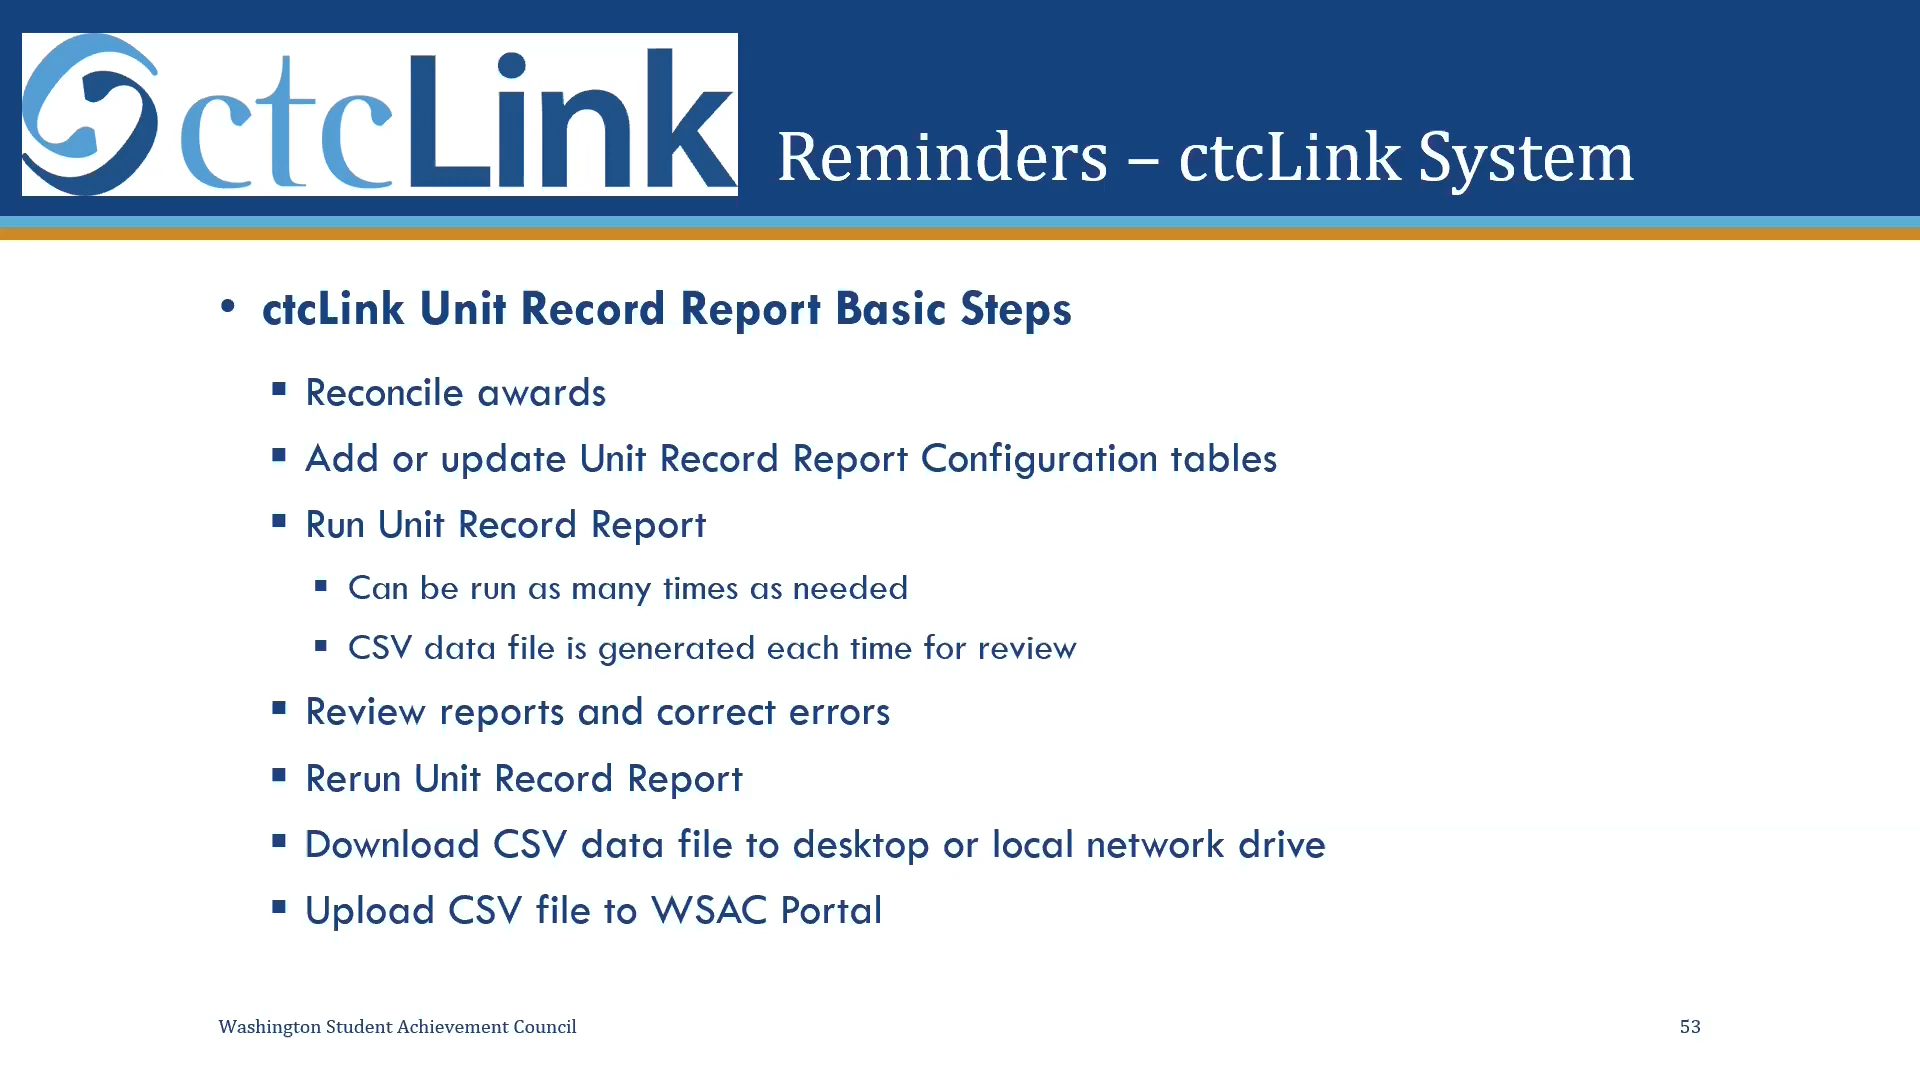 ctcLink
Reminders – ctcLink System
• ctcLink Unit Record Report Basic Steps
▪ Reconcile awards
▪ Add or update Unit Record Report Configuration tables
▪ Run Unit Record Report
▪ Can be run as many times as needed
▪ CSV data file is generated each time for review
▪ Review reports and correct errors
▪ Rerun Unit Record Report
▪ Download CSV data file to desktop or local network drive
▪ Upload CSV file to WSAC Portal
Washington Student Achievement Council
53